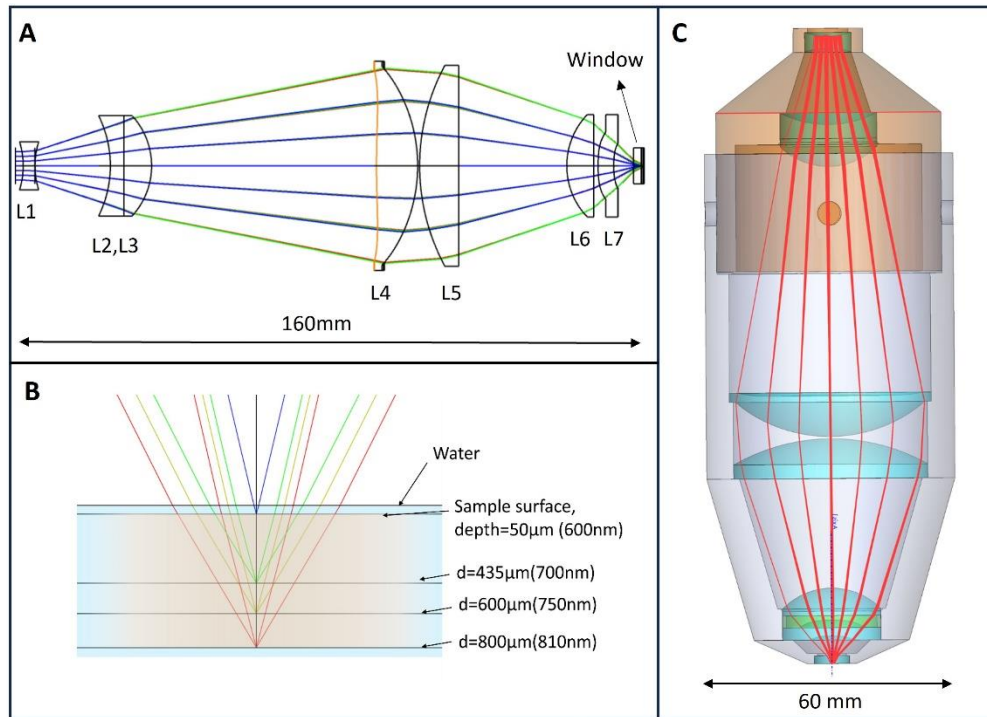 A
Window
L1
L2,L3
L4
L5
L6
L7
160mm
B
Water
Sample surface,
depth=50µm (600nm)
d=435µm(700nm)
d=600µm(750nm)
d=800µm(810nm)
C
60 mm